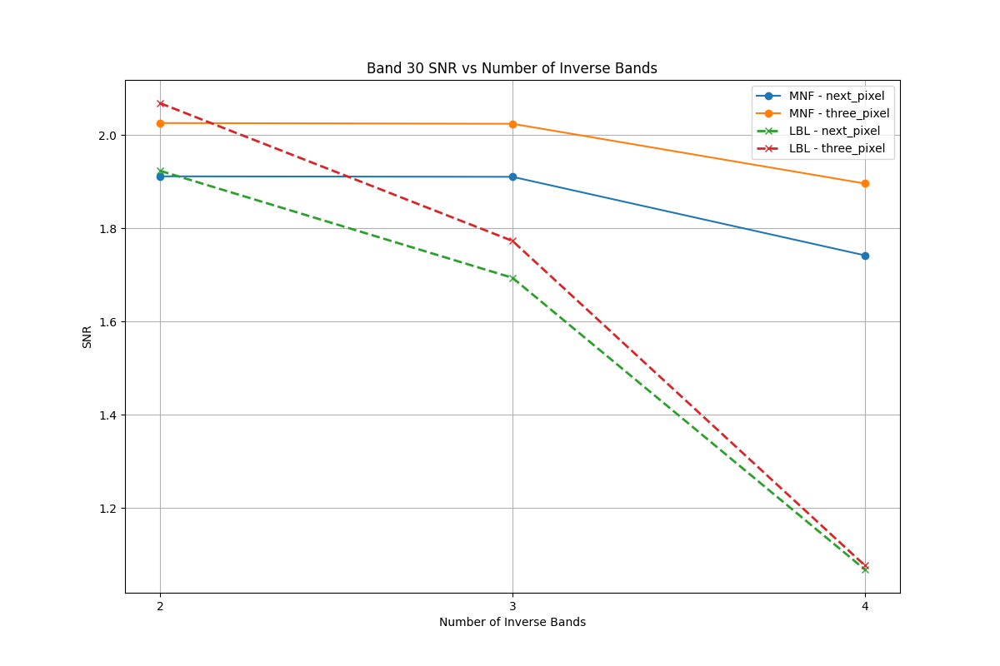 Band 30 SNR vs Number of Inverse Bands
MNF - next_pixel
MNF - three_pixel
LBL - next_pixel
LBL - three_pixel
2.0
1.8
1.6
1.4
1.2
SNR
2 3 4
Number of Inverse Bands